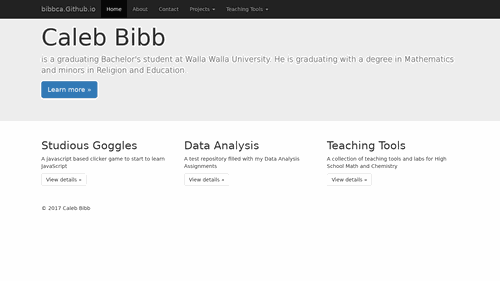 bibbca.Github.io Home About Contact Projects Teaching Tools
Caleb Bibb
is a graduating Bachelor's student at Walla Walla University. He is graduating with a degree in Mathematics
and minors in Religion and Education.
Learn more »
Studious Goggles Data Analysis Teaching Tools
A Javascript based clicker game to start to learn
JavaScript
A test repository filled with my Data Analysis
Assignments
A collection of teaching tools and labs for High
School Math and Chemistry
View details » View details » View details »
© 2017 Caleb Bibb